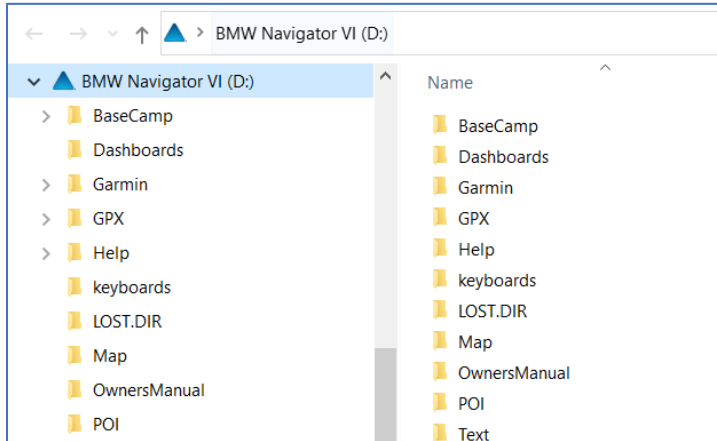 BMW Navigator VI (D:)
BMW Navigator VI (D:)
BaseCamp
Dashboards
Garmin
GPX
Help
keyboards
LOST.DIR
Map
OwnersManual
POI
Name
BaseCamp
Dashboards
Garmin
GPX
Help
keyboards
LOST.DIR
Map
OwnersManual
POI
Text